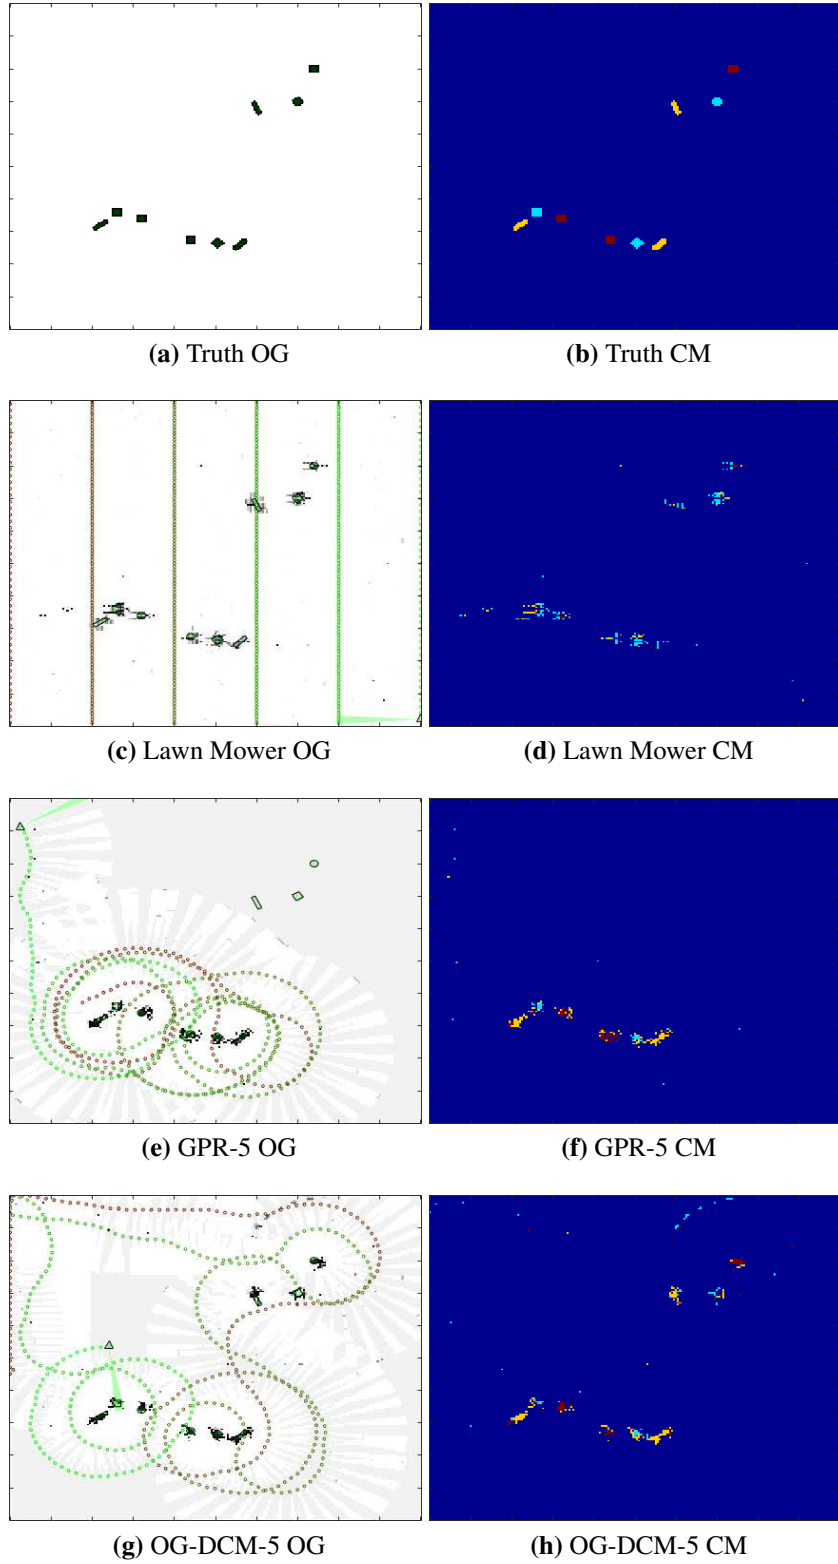 (a) Truth OG
(b) Truth CM
(c) Lawn Mower OG
(d) Lawn Mower CM
(e) GPR-5 OG
(f) GPR-5 CM
(g) OG-DCM-5 OG
(h) OG-DCM-5 CM